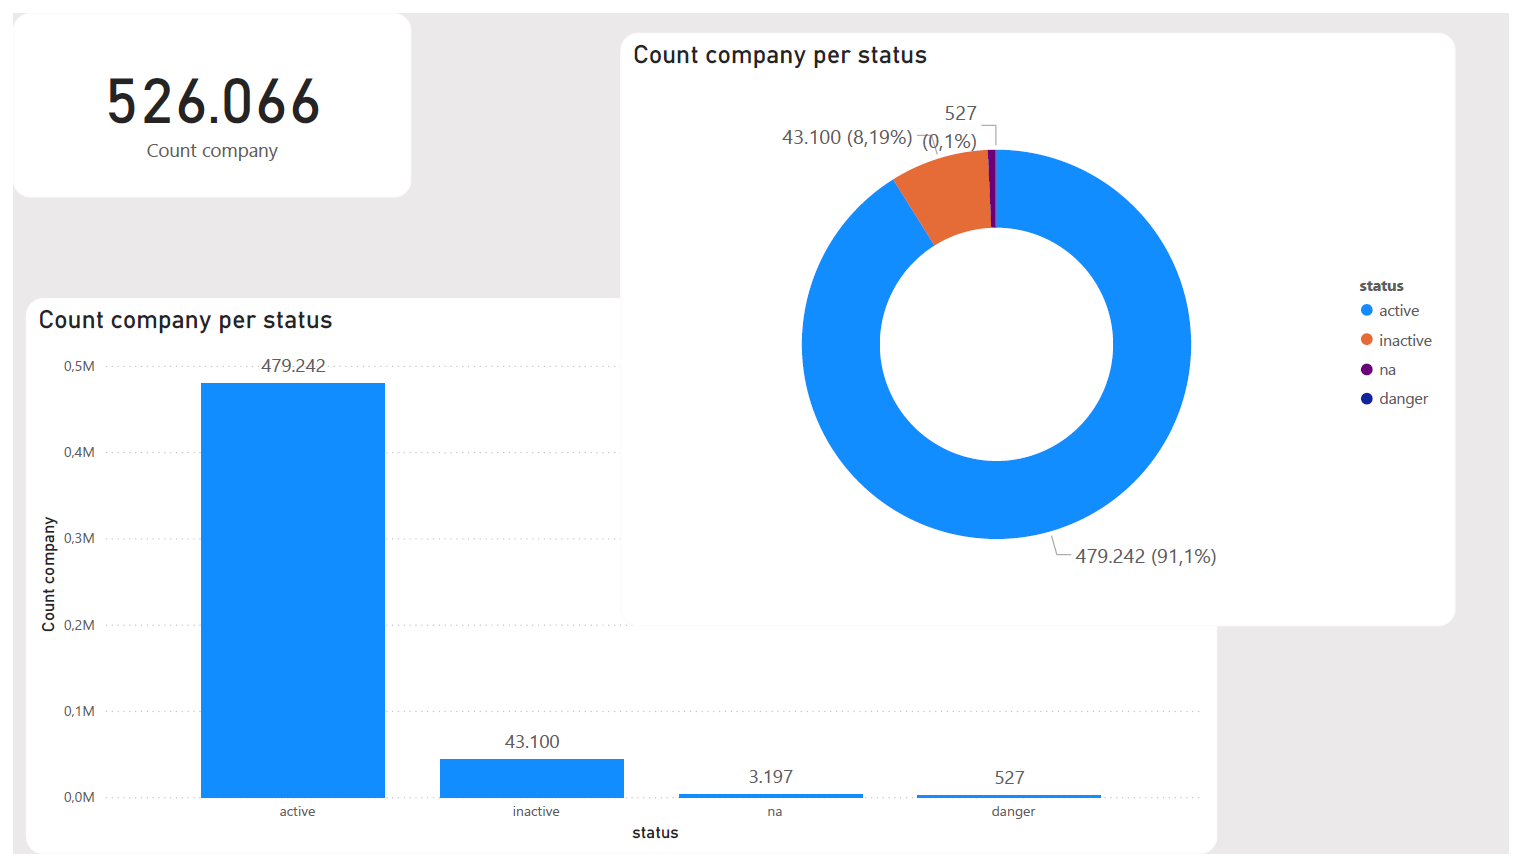 526.066
Count company
Count company per status
527
(0,1%)
43.100 (8,19%)
479.242 (91,1%)
status
active
inactive
na
danger
Count company per status
Count company
0,5M
0,4M
0,3M
0,2M
0,1M
0,0M
479.242
43.100
3.197
527
active
inactive
na
danger
status